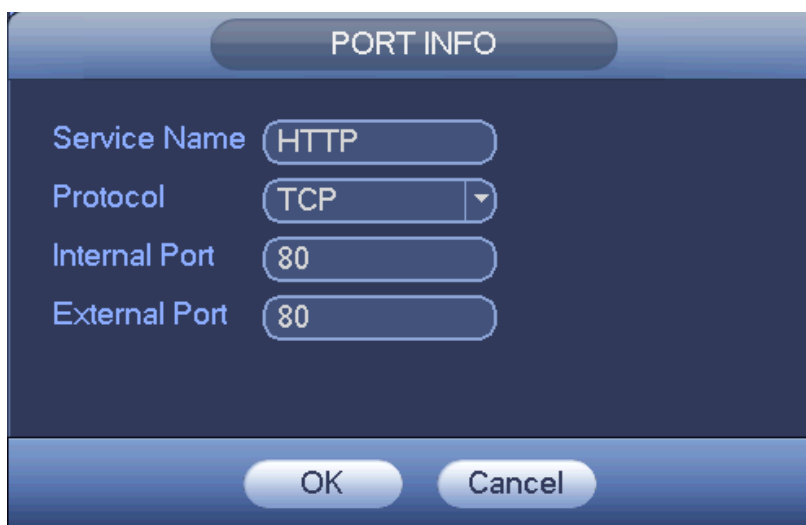 PORT INFO
Service Name HTTP
Protocol TCP
Internal Port 80
External Port 80
OK Cancel